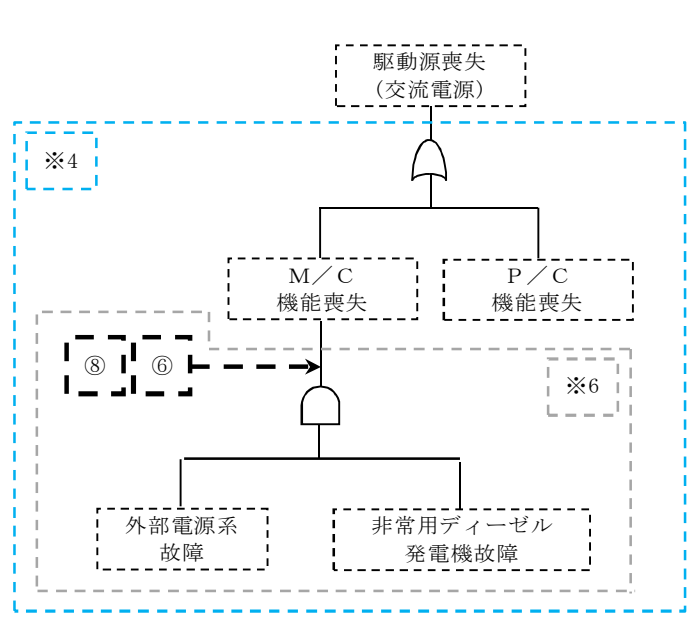 駆動源喪失
（交流電源）
※4
Ｍ／Ｃ
機能喪失
Ｐ／Ｃ
機能喪失
⑧
⑥
※6
外部電源系
故障
非常用ディーゼル
発電機故障